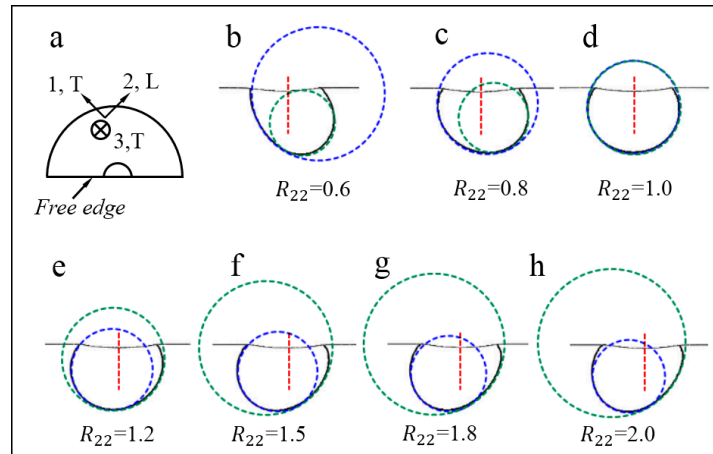 a
1, T
2, L
3,T
Free edge
b
R22=0.6
c
R22=0.8
d
R22=1.0
e
R22=1.2
f
R22=1.5
g
R22=1.8
h
R22=2.0